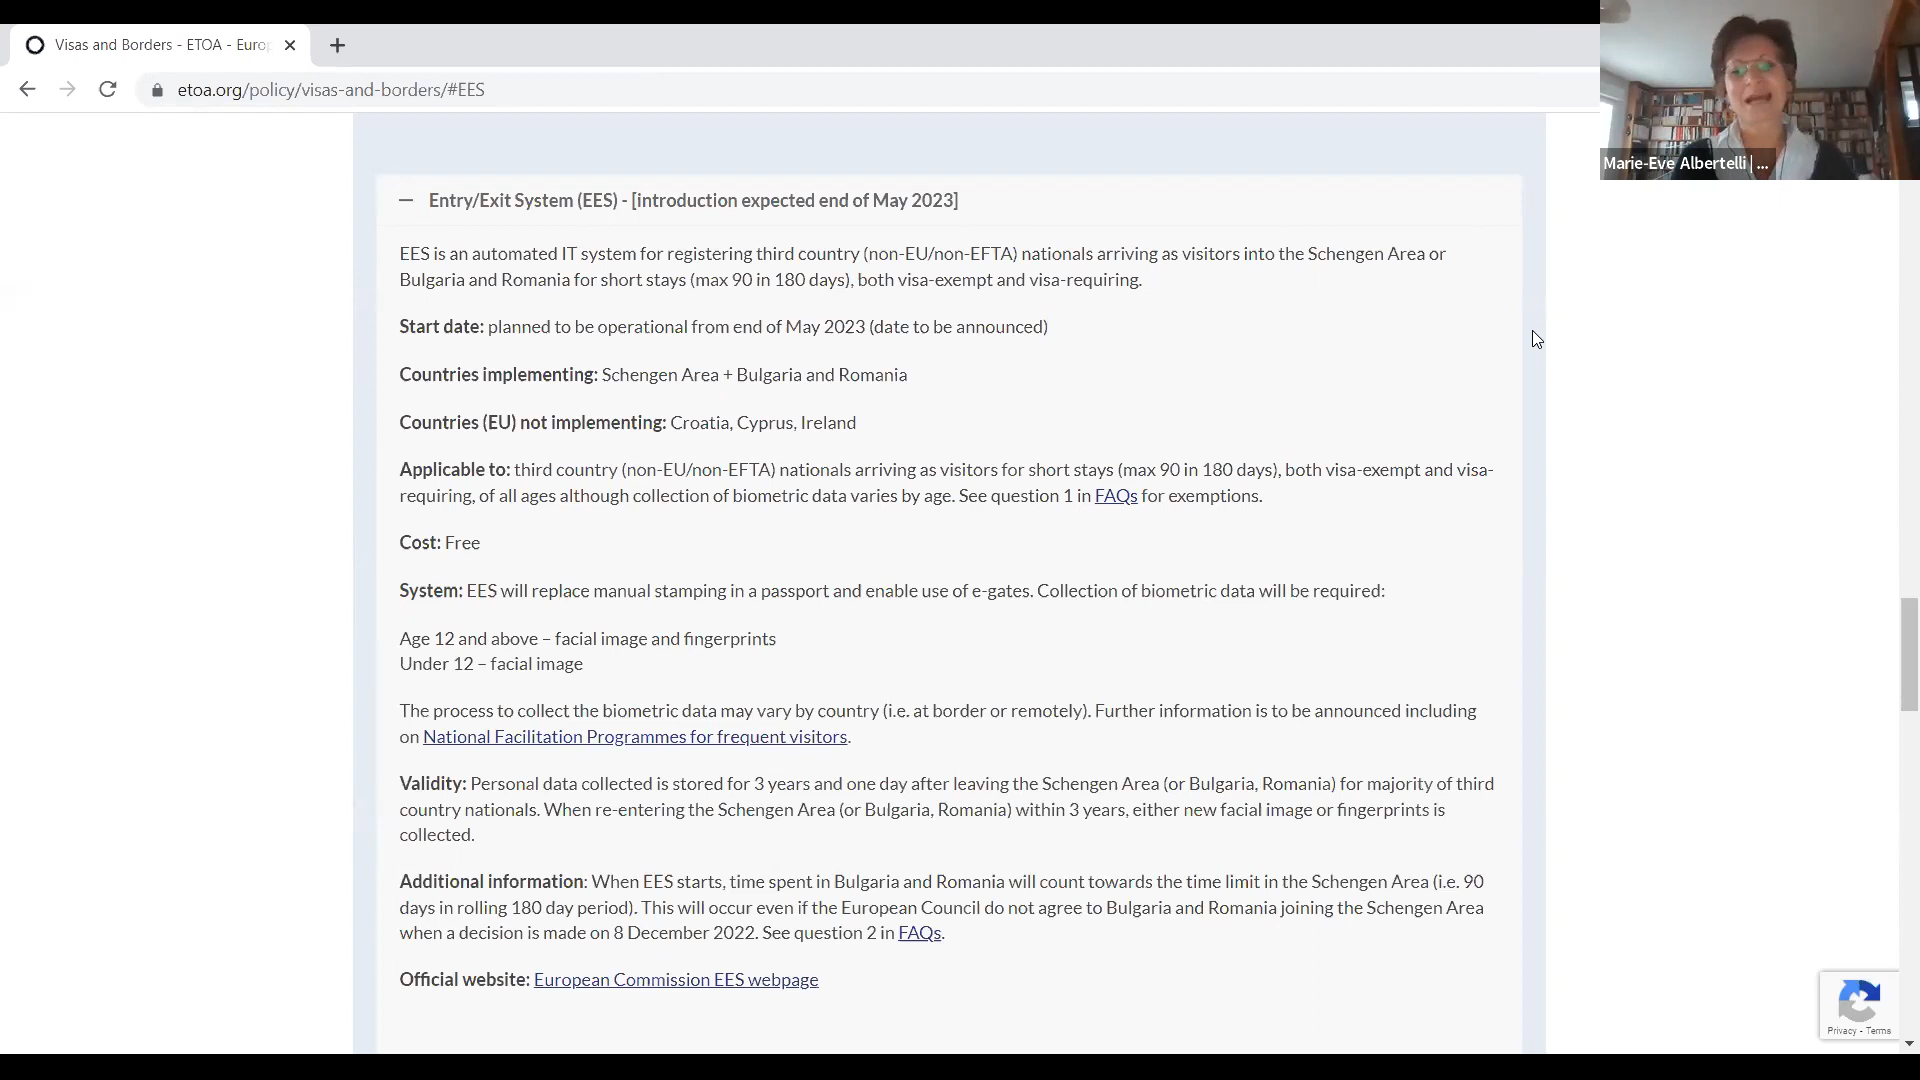 Visas and Borders - ETOA - Euro
etoa.org/policy/visas-and-borders/#EES
Marie-Eve Albertelli | ...
Entry/Exit System (EES) - [introduction expected end of May 2023]
EES is an automated IT system for registering third country (non-EU/non-EFTA) nationals arriving as visitors into the Schengen Area or
Bulgaria and Romania for short stays (max 90 in 180 days), both visa-exempt and visa-requiring.
Start date: planned to be operational from end of May 2023 (date to be announced)
Countries implementing: Schengen Area + Bulgaria and Romania
Countries (EU) not implementing: Croatia, Cyprus, Ireland
Applicable to: third country (non-EU/non-EFTA) nationals arriving as visitors for short stays (max 90 in 180 days), both visa-exempt and visa-
requiring, of all ages although collection of biometric data varies by age. See question 1 in FAQs for exemptions.
Cost: Free
System: EES will replace manual stamping in a passport and enable use of e-gates. Collection of biometric data will be required:
Age 12 and above – facial image and fingerprints
Under 12 – facial image
The process to collect the biometric data may vary by country (i.e. at border or remotely). Further information is to be announced including
on National Facilitation Programmes for frequent visitors.
Validity: Personal data collected is stored for 3 years and one day after leaving the Schengen Area (or Bulgaria, Romania) for majority of third
country nationals. When re-entering the Schengen Area (or Bulgaria, Romania) within 3 years, either new facial image or fingerprints is
collected.
Additional information: When EES starts, time spent in Bulgaria and Romania will count towards the time limit in the Schengen Area (i.e. 90
days in rolling 180 day period). This will occur even if the European Council do not agree to Bulgaria and Romania joining the Schengen Area
when a decision is made on 8 December 2022. See question 2 in FAQs.
Official website: European Commission EES webpage
Privacy - Terms